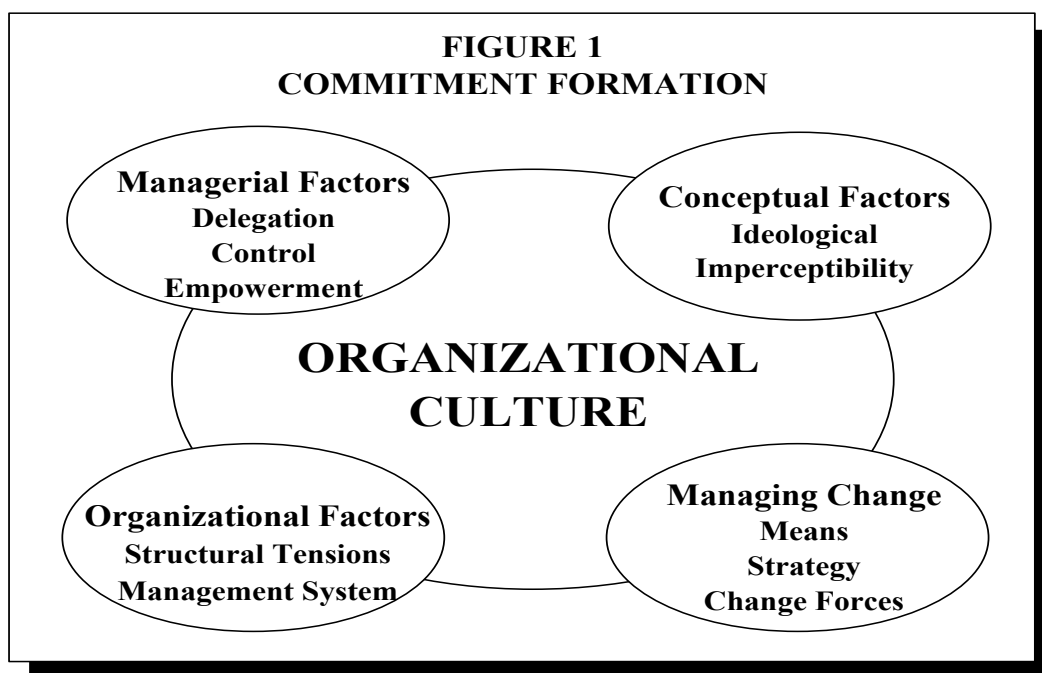 FIGURE 1
COMMITMENT FORMATION
Managerial Factors
Delegation
Control
Empowerment
Conceptual Factors
Ideological
Imperceptibility
ORGANIZATIONAL
CULTURE
Organizational Factors
Structural Tensions
Management System
Managing Change
Means
Strategy
Change Forces